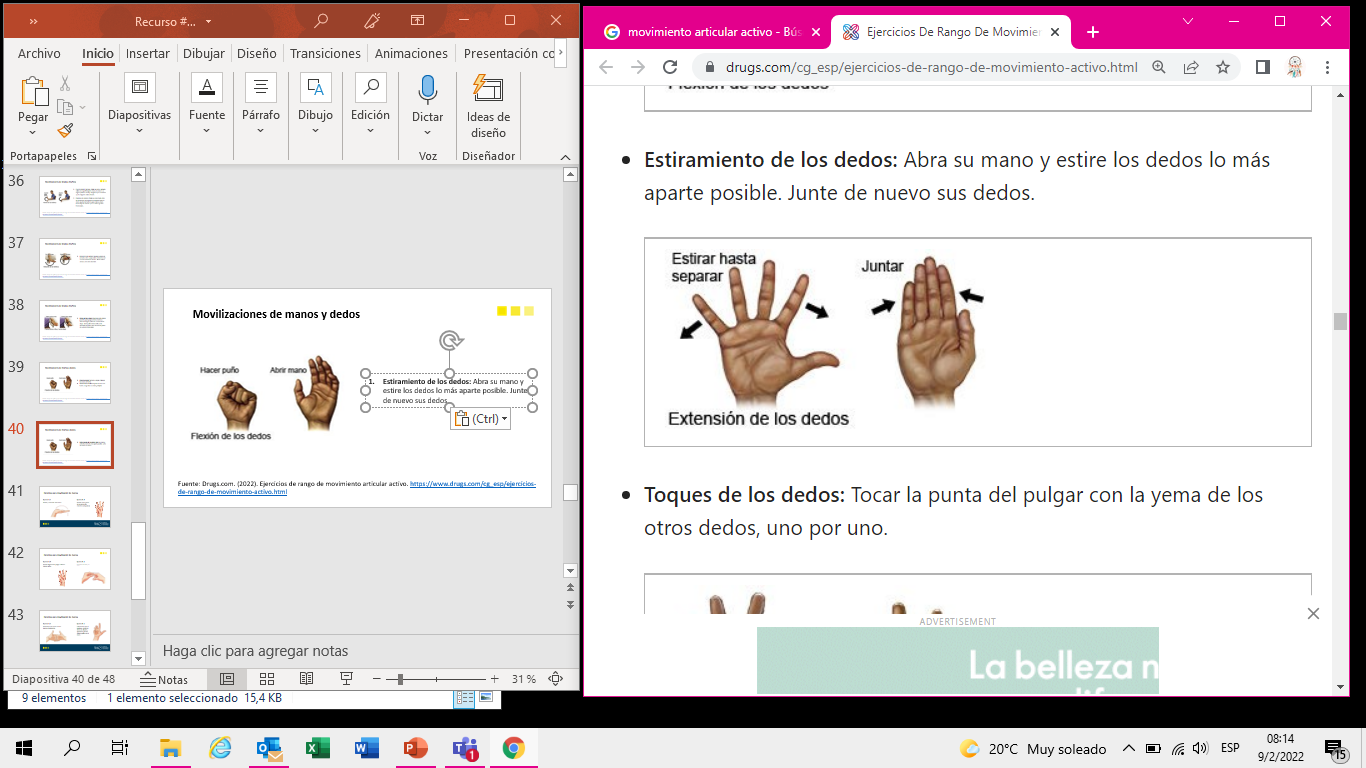 Recurso #...
Archivo Inicio Insertar Dibujar Diseño Transiciones Animaciones Presentación co
Pegar
Diapositivas
Fuente
Párrafo
Dibujo
Edición
Dictar
Ideas de
diseño
Portapapeles
Voz
Diseñador
36
37
38
39
40
41
42
43
Movilizaciones de manos y dedos
Hacer puño
Abrir mano
Flexión de los dedos
1. Estiramiento de los dedos: Abra su mano y
estire los dedos lo más aparte posible. Junte
de nuevo sus dedos.
(Ctrl)
Fuente: Drugs.com. (2022). Ejercicios de rango de movimiento articular activo. https://www.drugs.com/cg_esp/ejercicios-
de-rango-de-movimiento-activo.html
Haga clic para agregar notas
Diapositiva 40 de 48
Notas
31 %
9 elementos
1 elemento seleccionado 15,4 KB
movimiento articular activo - Bús
Ejercicios De Rango De Movimier
drugs.com/cg_esp/ejercicios-de-rango-de-movimiento-activo.html
Flexión de los dedos
• Estiramiento de los dedos: Abra su mano y estire los dedos lo más
aparte posible. Junte de nuevo sus dedos.
Estirar hasta
separar
Juntar
Extensión de los dedos
• Toques de los dedos: Tocar la punta del pulgar con la yema de los
otros dedos, uno por uno.
ADVERTISEMENT
La belleza n
20°C Muy soleado
ESP
08:14
9/2/2022
15
1